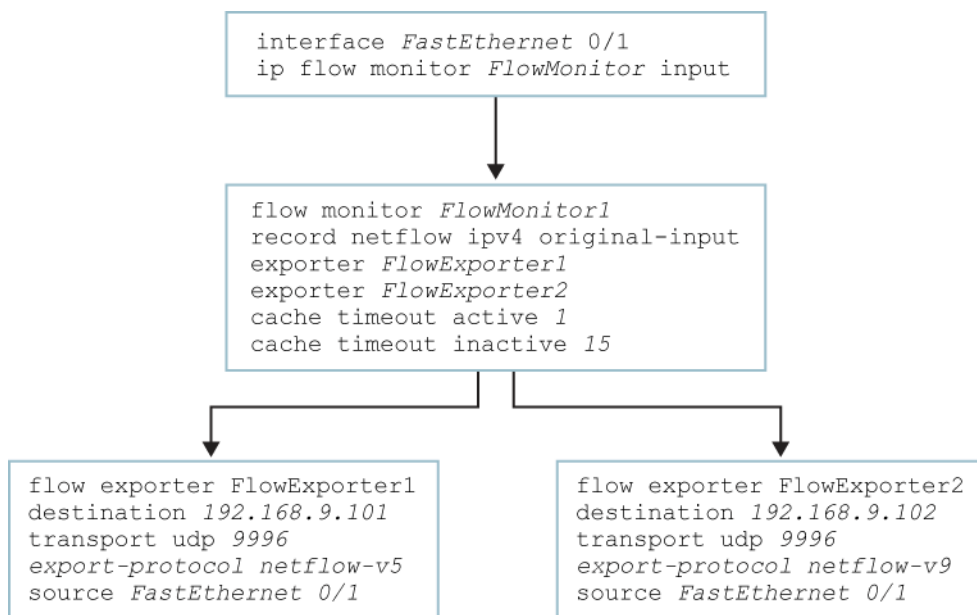 interface FastEthernet 0/1
ip flow monitor FlowMonitor input
flow monitor FlowMonitor1
record netflow ipv4 original-input
exporter FlowExporter1
exporter FlowExporter2
cache timeout active 1
cache timeout inactive 15
flow exporter FlowExporter1
destination 192.168.9.101
transport udp 9996
export-protocol netflow-v5
source FastEthernet 0/1
flow exporter FlowExporter2
destination 192.168.9.102
transport udp 9996
export-protocol netflow-v9
source FastEthernet 0/1